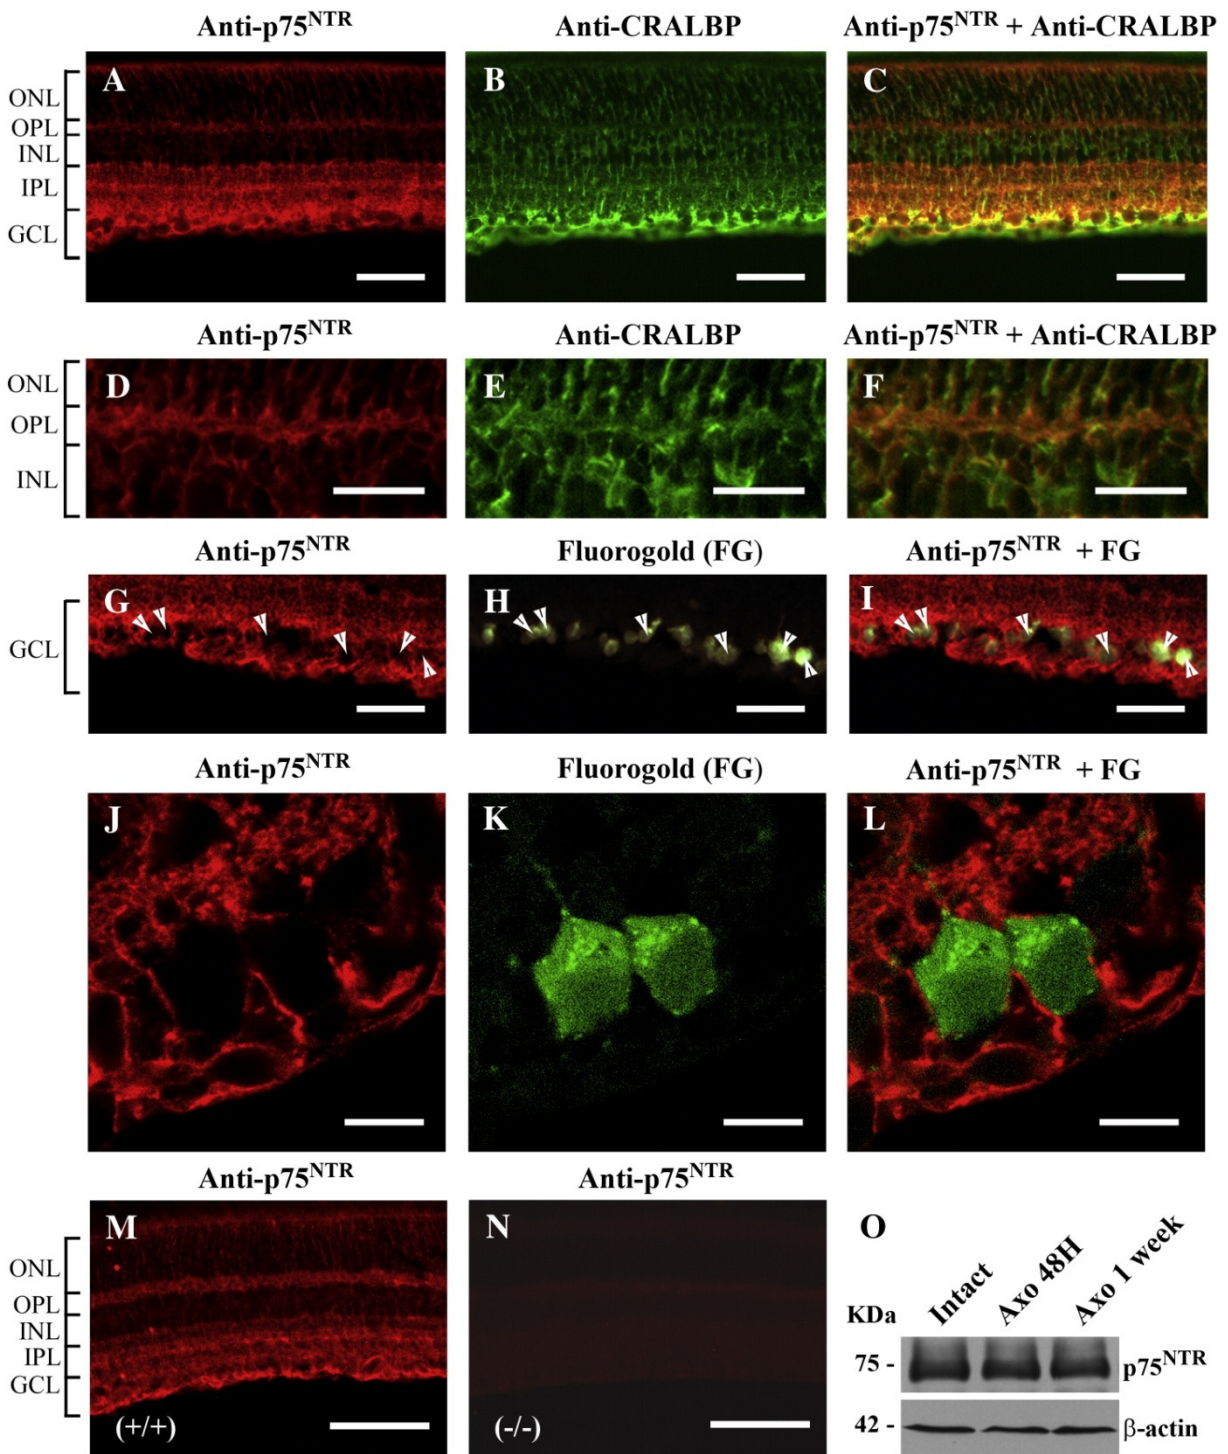 Anti-p75NTR
Anti-CRALBP
Anti-p75NTR + Anti-CRALBP
ONL
OPL
INL
IPL
GCL
A
B
C
Anti-p75NTR
Anti-CRALBP
Anti-p75NTR + Anti-CRALBP
ONL
OPL
INL
D
E
F
Anti-p75NTR
Fluorogold (FG)
Anti-p75NTR + FG
GCL
G
H
I
Anti-p75NTR
Fluorogold (FG)
Anti-p75NTR + FG
J
K
L
Anti-p75NTR
Anti-p75NTR
ONL
OPL
INL
IPL
GCL
M
(+/+)
N
(-/-)
O
Intact
Axo 48H
Axo 1 week
KDa
75 -
p75NTR
42 -
β-actin